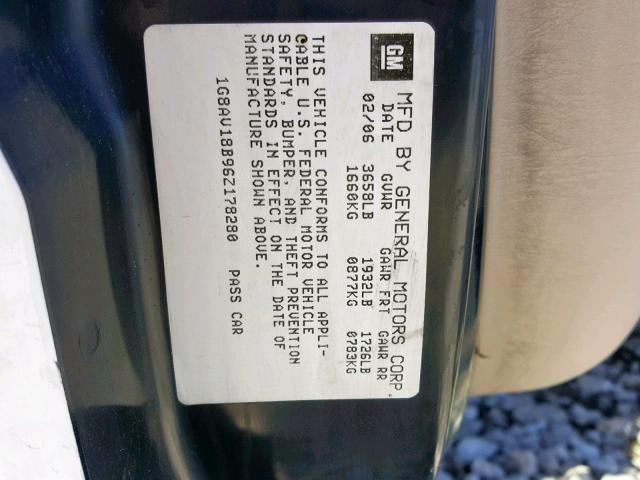 GM
MFD BY GENERAL MOTORS CORP.
DATE GVWR GAWR FRT GAWR RR
02/06 3658LB 1932LB 1726LB
1660KG 0877KG 0783KG
THIS VEHICLE CONFORMS TO ALL APPLI-
CABLE U.S. FEDERAL MOTOR VEHICLE
SAFETY, BUMPER, AND THEFT PREVENTION
STANDARDS IN EFFECT ON THE DATE OF
MANUFACTURE SHOWN ABOVE.
1G8AV18B96Z178280 PASS CAR